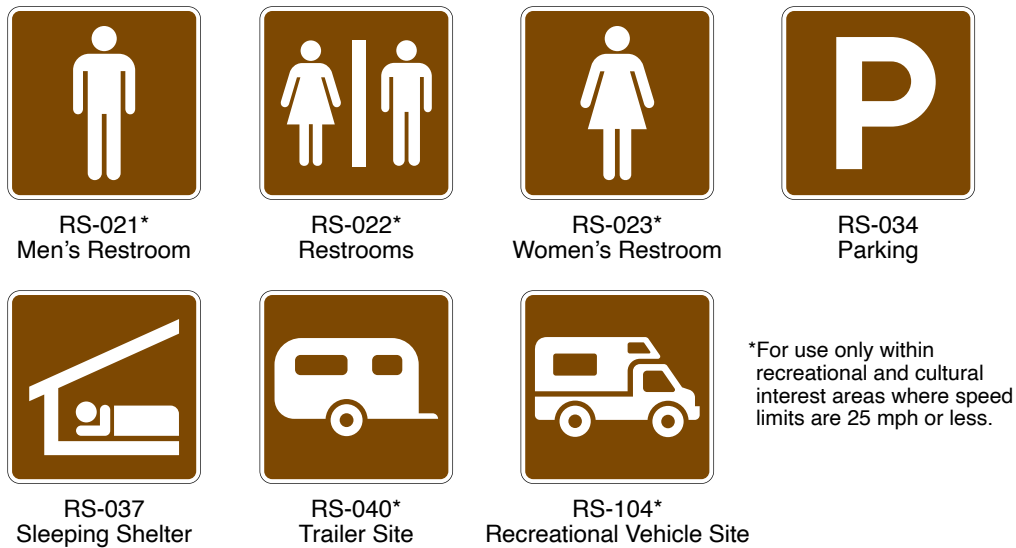 P
RS-021*
Men’s Restroom
RS-022*
Restrooms
RS-023*
Women’s Restroom
RS-034
Parking
RS-037
Sleeping Shelter
RS-040*
Trailer Site
RS-104*
Recreational Vehicle Site
*For use only within
recreational and cultural
interest areas where speed
limits are 25 mph or less.